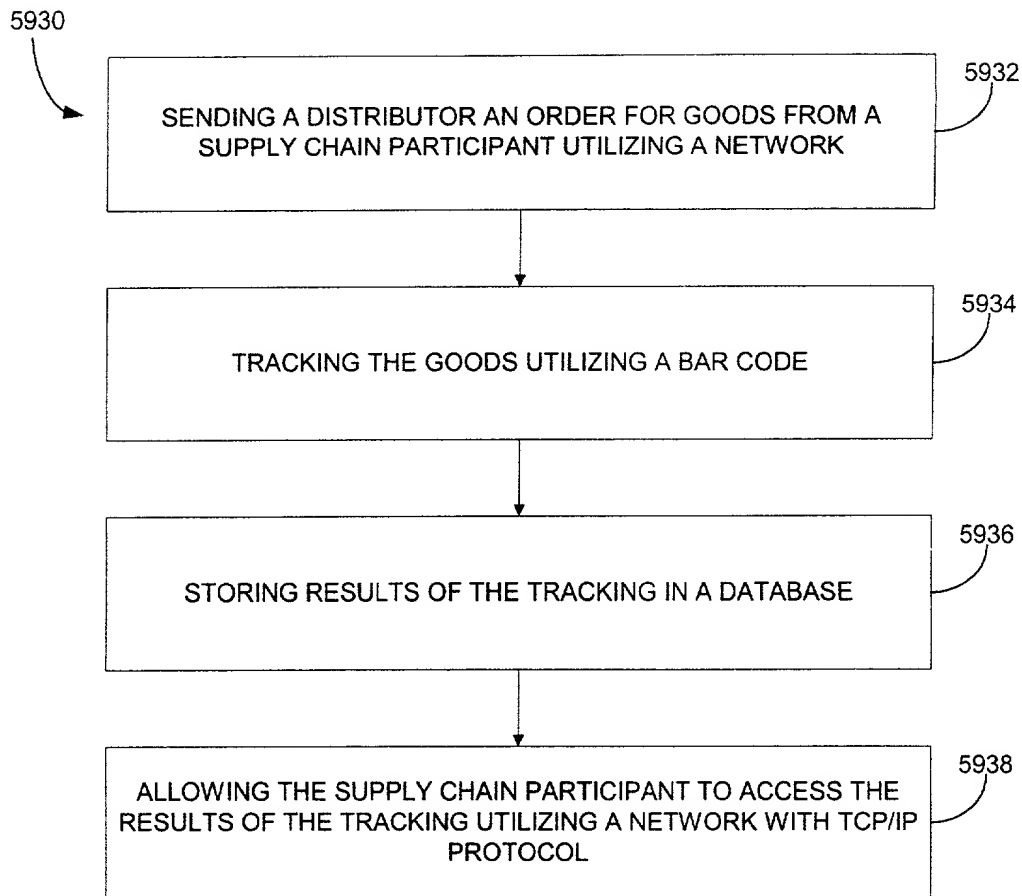 5930
5932
SENDING A DISTRIBUTOR AN ORDER FOR GOODS FROM A
SUPPLY CHAIN PARTICIPANT UTILIZING A NETWORK
5934
TRACKING THE GOODS UTILIZING A BAR CODE
5936
STORING RESULTS OF THE TRACKING IN A DATABASE
5938
ALLOWING THE SUPPLY CHAIN PARTICIPANT TO ACCESS THE
RESULTS OF THE TRACKING UTILIZING A NETWORK WITH TCP/IP
PROTOCOL